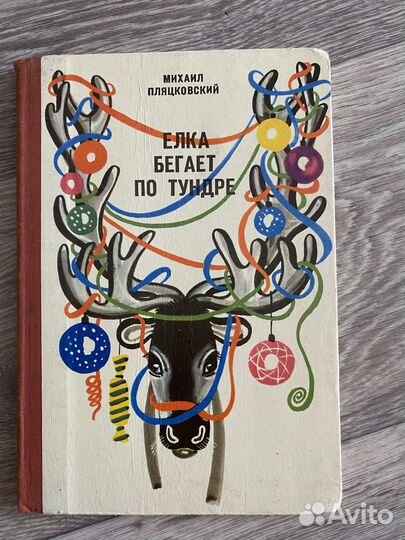 МИХАИЛ
ПЛЯЦКОВСКИЙ
ЕЛКА
БЕГАЕТ
ПО ТУНДРЕ
Avito